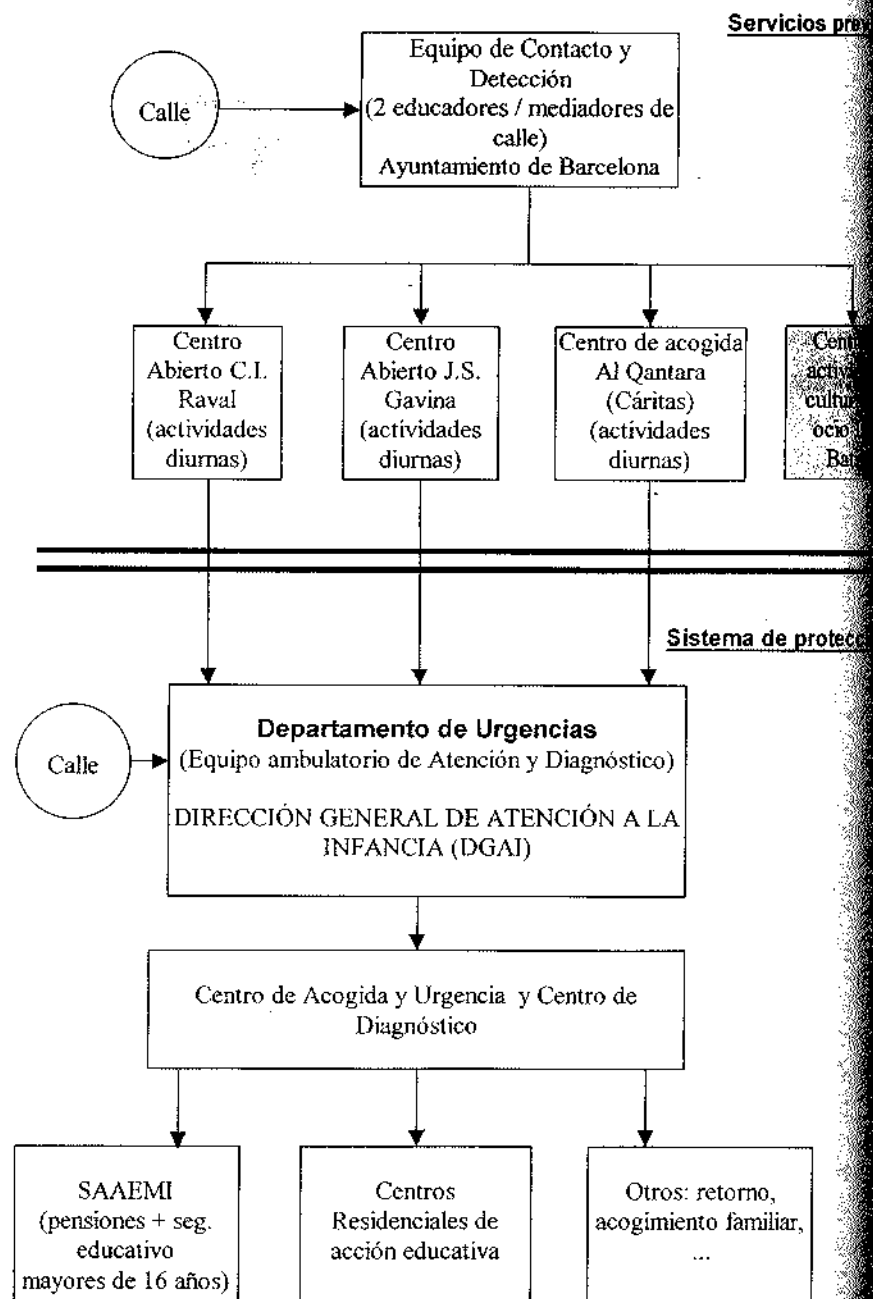 Servicios
Equipo de Contacto y
Detección
(2 educadores / mediadores de
calle)
Ayuntamiento de Barcelona
Calle
Centro
Abierto C.I.
Raval
(actividades
diurnas)
Centro
Abierto J.S.
Gavina
(actividades
diurnas)
Centro de acogida
Al Qantara
(Cáritas)
(actividades
diurnas)
ocio
Sistema de
Calle
Departamento de Urgencias
(Equipo ambulatorio de Atención y Diagnóstico)
DIRECCIÓN GENERAL DE ATENCIÓN A LA
INFANCIA (DGAI)
Centro de Acogida y Urgencia y Centro de
Diagnóstico
SAAEMI
(pensiones + seg.
educativo
mayores de 16 años)
Centros
Residenciales de
acción educativa
Otros: retorno,
acogimiento familiar,
...